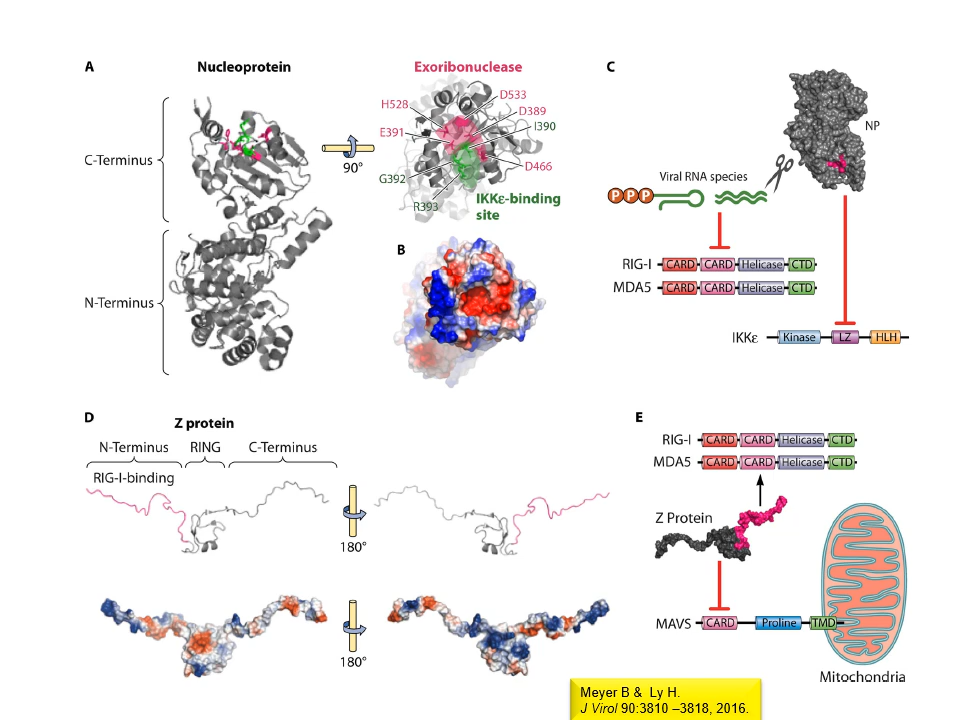 A
Nucleoprotein
C-Terminus
N-Terminus
90°
Exoribonuclease
H528
D533
D389
E391
I390
D466
G392
R393
IKKε-binding
site
B
C
NP
Viral RNA species
P P P
RIG-I CARD CARD Helicase CTD
MDA5 CARD CARD Helicase CTD
IKKε Kinase LZ HLH
D
Z protein
N-Terminus RING C-Terminus
RIG-I-binding
180°
180°
E
RIG-I CARD CARD Helicase CTD
MDA5 CARD CARD Helicase CTD
Z Protein
MAVS CARD Proline TMD
Mitochondria
Meyer B & Ly H.
J Virol 90:3810 –3818, 2016.